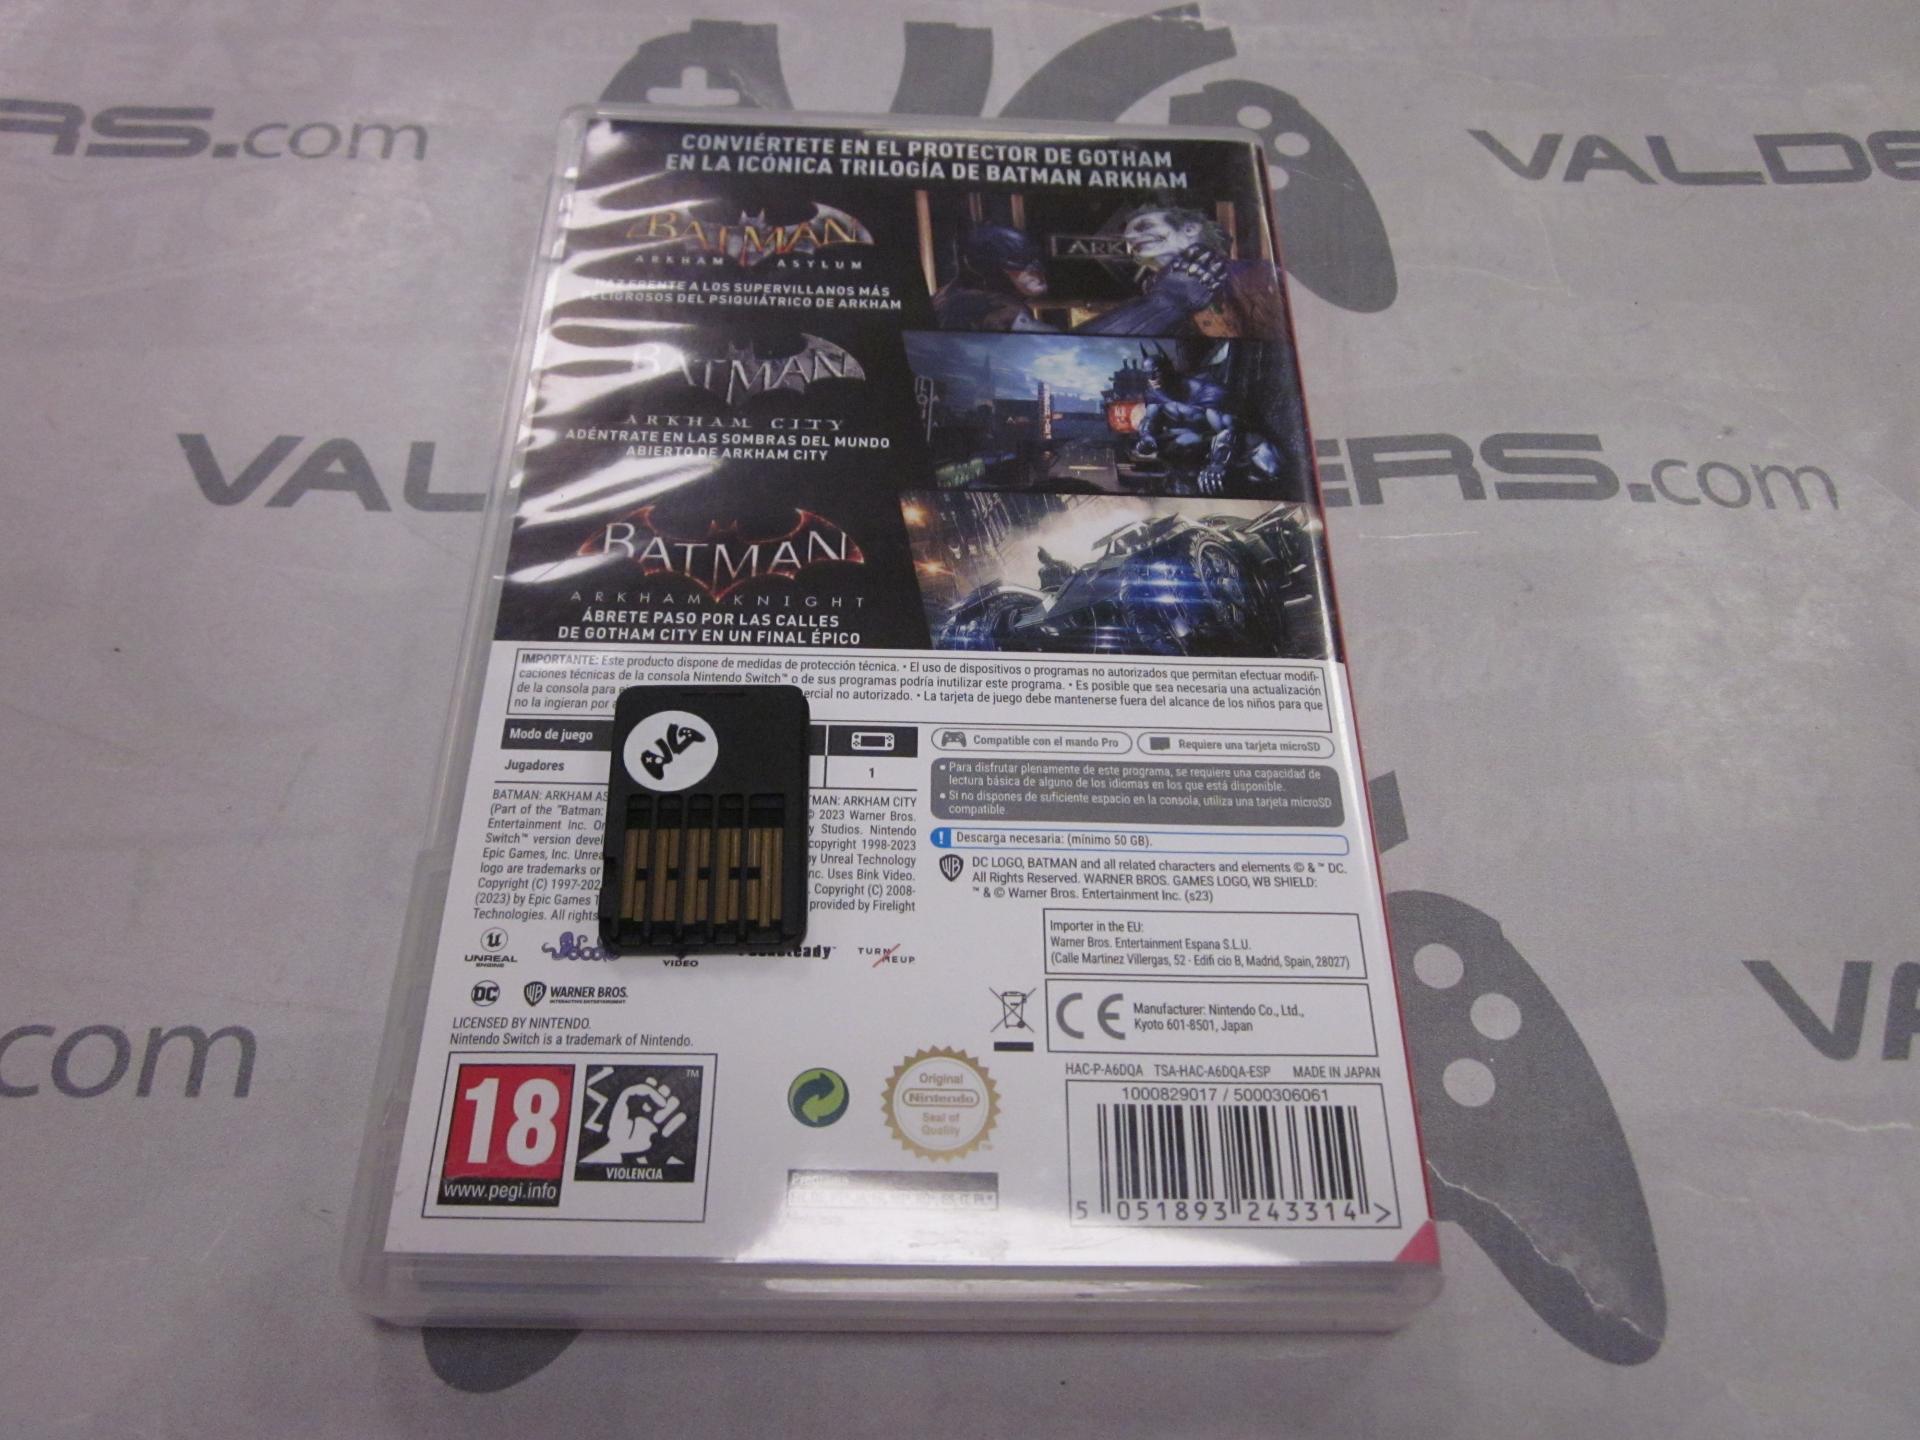 RS.com
VALDE
VAL
ERS.com
.com
VA
CONVIÉRTETE EN EL PROTECTOR DE GOTHAM
EN LA ICÓNICA TRILOGÍA DE BATMAN ARKHAM
BATMAN
ARKHAM ASYLUM
HAZ FRENTE A LOS SUPERVILLANOS MÁS
PELIGROSOS DEL PSIQUIÁTRICO DE ARKHAM
ARK
BATMAN
ARKHAM CITY
ADÉNTRATE EN LAS SOMBRAS DEL MUNDO
ABIERTO DE ARKHAM CITY
BATMAN
ARKHAM KNIGHT
ÁBRETE PASO POR LAS CALLES
DE GOTHAM CITY EN UN FINAL ÉPICO
IMPORTANTE: Este producto dispone de medidas de protección técnica. • El uso de dispositivos o programas no autorizados que permitan efectuar modifi-
caciones técnicas de la consola Nintendo Switch™ o de sus programas podría inutilizar este programa. • Es posible que sea necesaria una actualización
de la consola para ercial no autorizado. • La tarjeta de juego debe mantenerse fuera del alcance de los niños para que
no la ingieran por
Modo de juego
Jugadores
1
Compatible con el mando Pro
Requiere una tarjeta microSD
• Para disfrutar plenamente de este programa, se requiere una capacidad de
lectura básica de alguno de los idiomas en los que está disponible.
• Si no dispones de suficiente espacio en la consola, utiliza una tarjeta microSD
compatible.
! Descarga necesaria: (mínimo 50 GB).
BATMAN: ARKHAM AS
(Part of the "Batman:
Entertainment Inc. Or
Switch™ version devel
Epic Games, Inc. Unrea
logo are trademarks or
Copyright (C) 1997-202
(2023) by Epic Games T
Technologies. All rights
TMAN: ARKHAM CITY
© 2023 Warner Bros.
y Studios. Nintendo
copyright 1998-2023
by Unreal Technology
nc. Uses Bink Video.
. Copyright (C) 2008-
provided by Firelight
WB DC LOGO, BATMAN and all related characters and elements © & ™ DC.
All Rights Reserved. WARNER BROS. GAMES LOGO, WB SHIELD:
™ & © Warner Bros. Entertainment Inc. (s23)
UNREAL
ENGINE
VIDEO
steady
TURN
ME UP
DC
WB WARNER BROS.
INTERACTIVE ENTERTAINMENT
Importer in the EU:
Warner Bros. Entertainment Espana S.L.U.
(Calle Martinez Villergas, 52 - Edifi cio B, Madrid, Spain, 28027)
CE Manufacturer: Nintendo Co., Ltd.,
Kyoto 601-8501, Japan
LICENSED BY NINTENDO.
Nintendo Switch is a trademark of Nintendo.
18
www.pegi.info
VIOLENCIA
Original
Nintendo
Seal of
Quality
HAC-P-A6DQA TSA-HAC-A6DQA-ESP MADE IN JAPAN
1000829017 / 5000306061
5 051893 243314 >